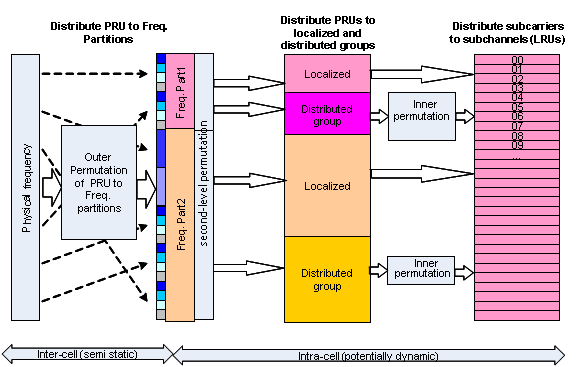 Distribute PRU to Freq.
Partitions
Distribute PRUs to
localized and
distributed groups
Distribute subcarriers
to subchannels (LRUs)
Physical frequency
Outer
Permutation
of PRU to
Freq.
partitions
Freq. Part1
Freq. Part2
second-level permutation
Localized
Distributed
group
Localized
Distributed
group
Inner
permutation
Inner
permutation
00
01
02
03
04
05
06
07
08
09
...
Inter-cell (semi static)
Intra-cell (potentially dynamic)